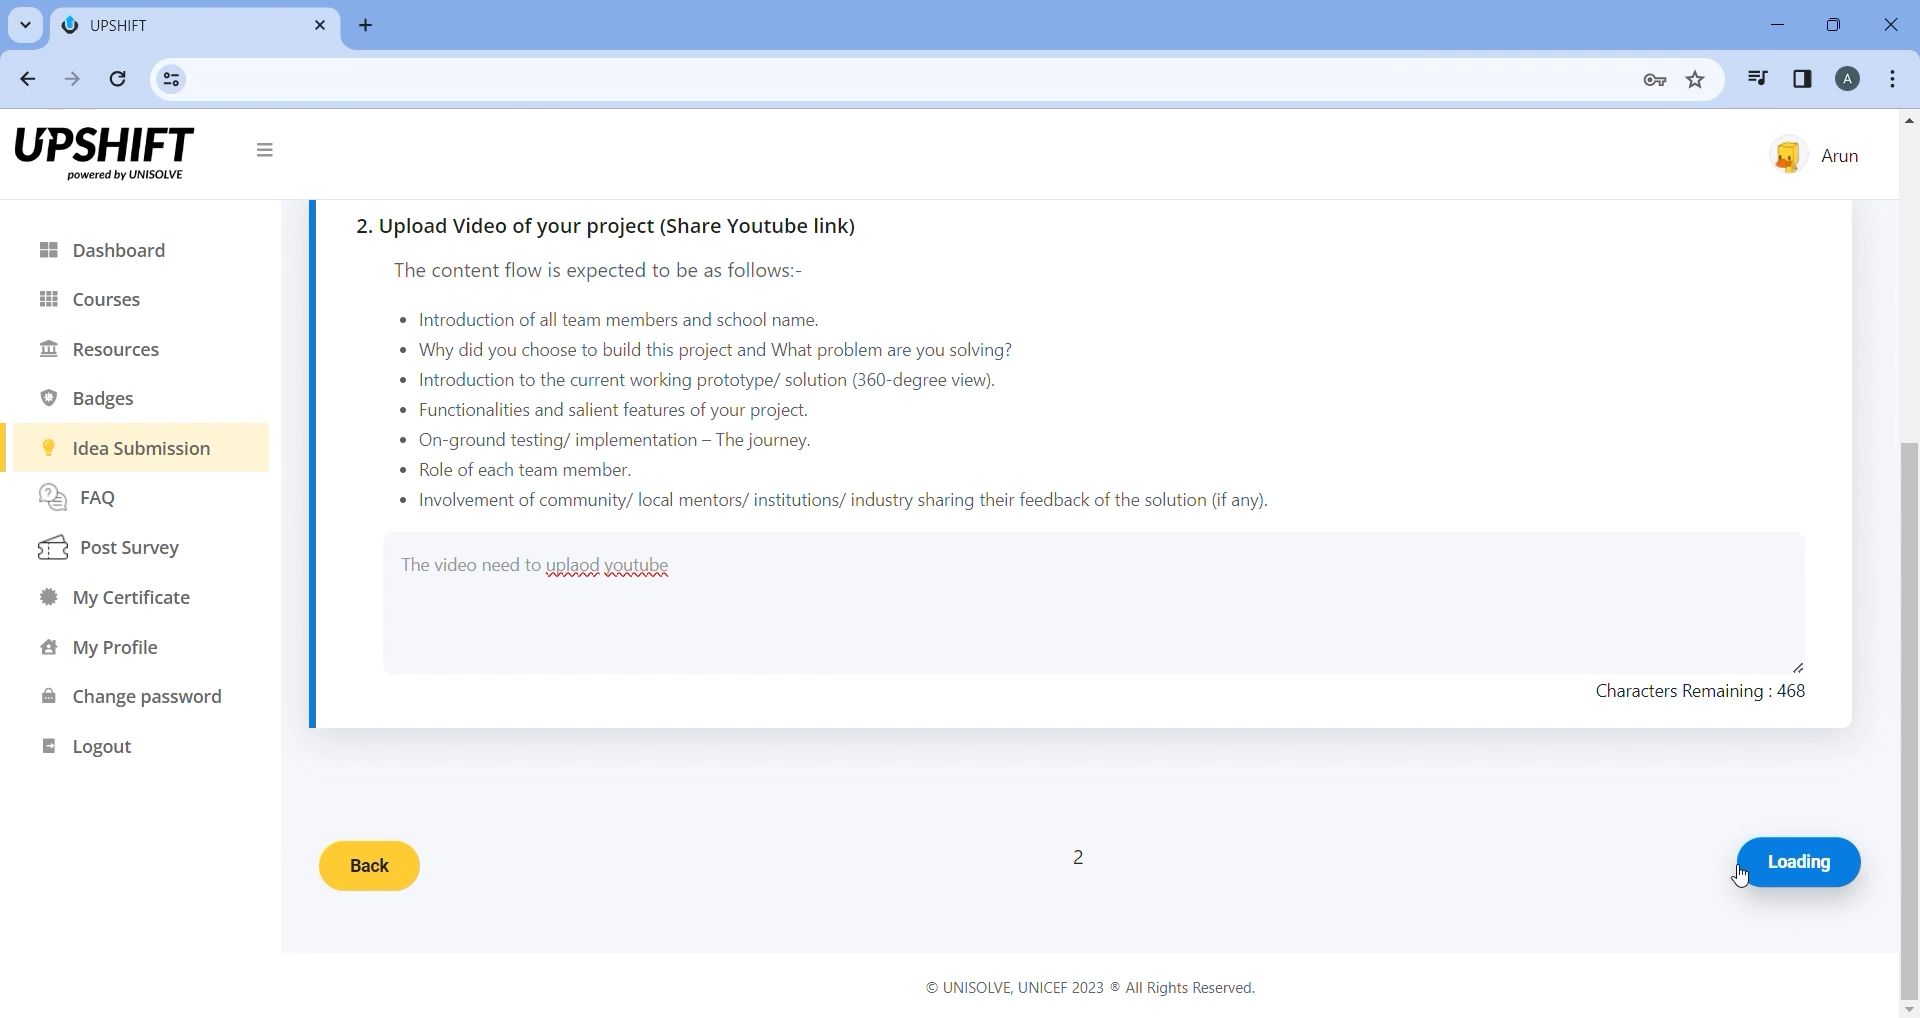 UPSHIFT
A
UPSHIFT
powered by UNISOLVE
Arun
Dashboard
Courses
Resources
Badges
Idea Submission
FAQ
Post Survey
My Certificate
My Profile
Change password
Logout
2. Upload Video of your project (Share Youtube link)
The content flow is expected to be as follows:-
• Introduction of all team members and school name.
• Why did you choose to build this project and What problem are you solving?
• Introduction to the current working prototype/ solution (360-degree view).
• Functionalities and salient features of your project.
• On-ground testing/ implementation – The journey.
• Role of each team member.
• Involvement of community/ local mentors/ institutions/ industry sharing their feedback of the solution (if any).
The video need to uplaod youtube
Characters Remaining : 468
Back
2
Loading
© UNISOLVE, UNICEF 2023 ® All Rights Reserved.